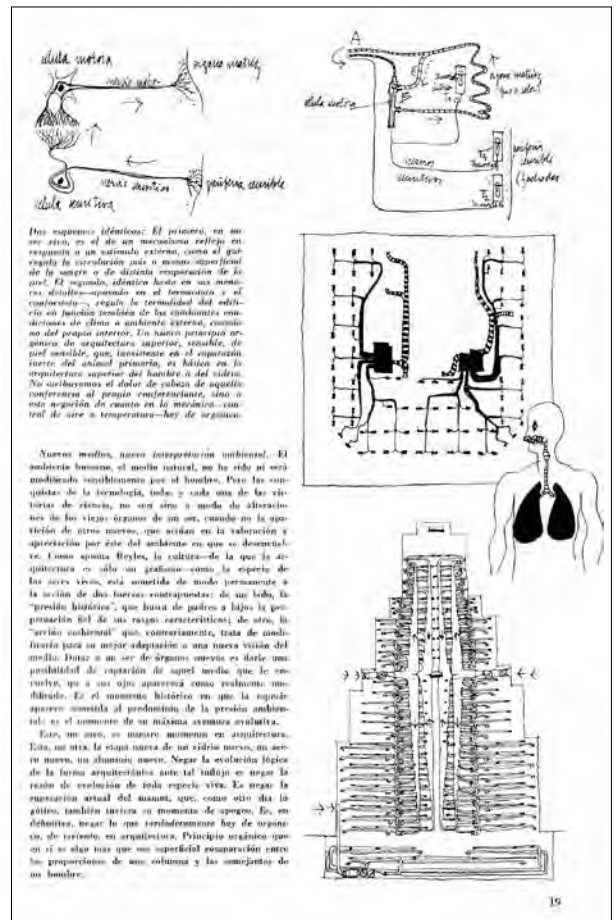 célula motora
nervio motor
órgano motriz
célula sensitiva
nervio sensitivo
periferia sensible
A
célula motriz
nervios
sensitivos
Dos esquemas idénticos: El primero, en un
ser vivo, es el de un mecanismo reflejo en
respuesta a un estímulo externo, como el que
regula la circulación más o menos superficial
de la sangre o de distinta evaporación de la
piel. El segundo, idéntico hasta en sus meno-
res detalles—apoyado en el termostato y el
—, regula la termalidad del edifi-
cio en función también de las cambiantes con-
diciones de clima o ambiente externo, cuando
no del propio interior. Un nuevo principio or-
gánico de arquitectura superior, sensible, de
piel sensible, que, inexistente en el caparazón
inerte del animal primario, es básica en la
arquitectura superior del hombre o del vidrio.
No atribuyamos el dolor de cabeza de aquella
conferencia al propio conferenciante, sino a
esta negación de cuanto en la mecánica—con-
trol de aire a temperatura—hay de orgánico.
Nuevos medios, nueva interpretación ambiental. El
ambiente humano, el medio natural, no ha sido ni será
modificado sensiblemente por el hombre. Pero las con-
quistas de la tecnología, todas y cada una de las vic-
torias de ciencia, no son sino a modo de alteracio-
nes de los viejos órganos de un ser, cuando no la apa-
rición de otros nuevos, que actúan en la valoración y
apreciación por éste del ambiente en que se desenvuel-
ve. Como apunta Reyles, la cultura—de la que la ar-
quitectura es sólo un grafismo—como la especie de
los seres vivos, está sometida de modo permanente a
la acción de dos fuerzas contrapuestas: de un lado, la
"presión histórica", que busca de padres a hijos la per-
petuación fiel de sus rasgos característicos; de otro, la
"acción ambiental" que, contrariamente, trata de modi-
ficarlo para su mejor adaptación a una nueva visión del
medio. Dotar a un ser de órganos nuevos es darle una
posibilidad de captación de aquel medio que le en-
vuelve, que a sus ojos aparecerá como realmente mo-
dificado. Es el momento histórico en que la especie
aparece sometida al predominio de la presión ambien-
tal: es el momento de su máxima aventura evolutiva.
Este, no otro, es nuestro momento en arquitectura.
Esta, no otra, la etapa nueva de un vidrio nuevo, un ace-
ro nuevo, un aluminio nuevo. Negar la evolución lógica
de la forma arquitectónica ante tal influjo es negar la
razón de evolución de toda especie viva. Es negar la
superación actual del mamut, que, como otro día lo
gótico, también tuviera su momento de apogeo. Es, en
definitiva, negar lo que verdaderamente hay de orgáni-
co, de viviente, en arquitectura. Principio orgánico que
en sí es algo más que esa superficial comparación entre
las proporciones de una columna y las semejantes de
un hombre.
19